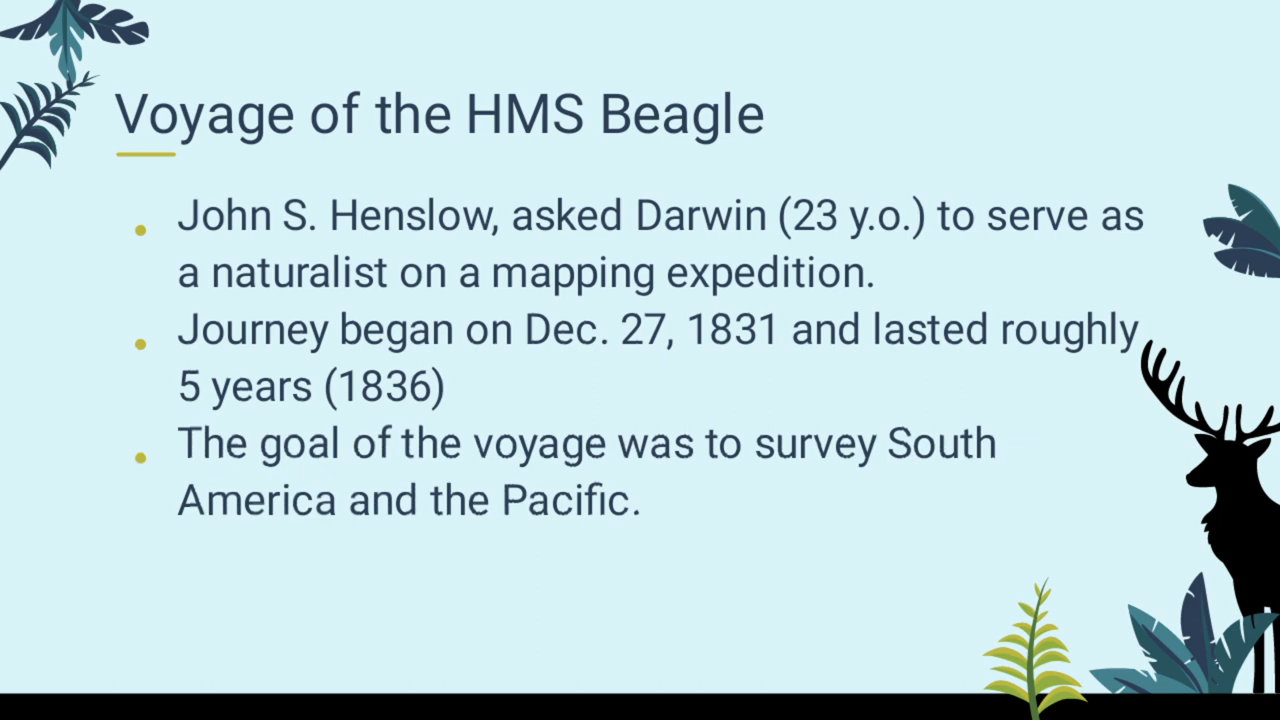 Voyage of the HMS Beagle
John S. Henslow, asked Darwin (23 y.o.) to serve as
a naturalist on a mapping expedition.
Journey began on Dec. 27, 1831 and lasted roughly
5 years (1836)
The goal of the voyage was to survey South
America and the Pacific.